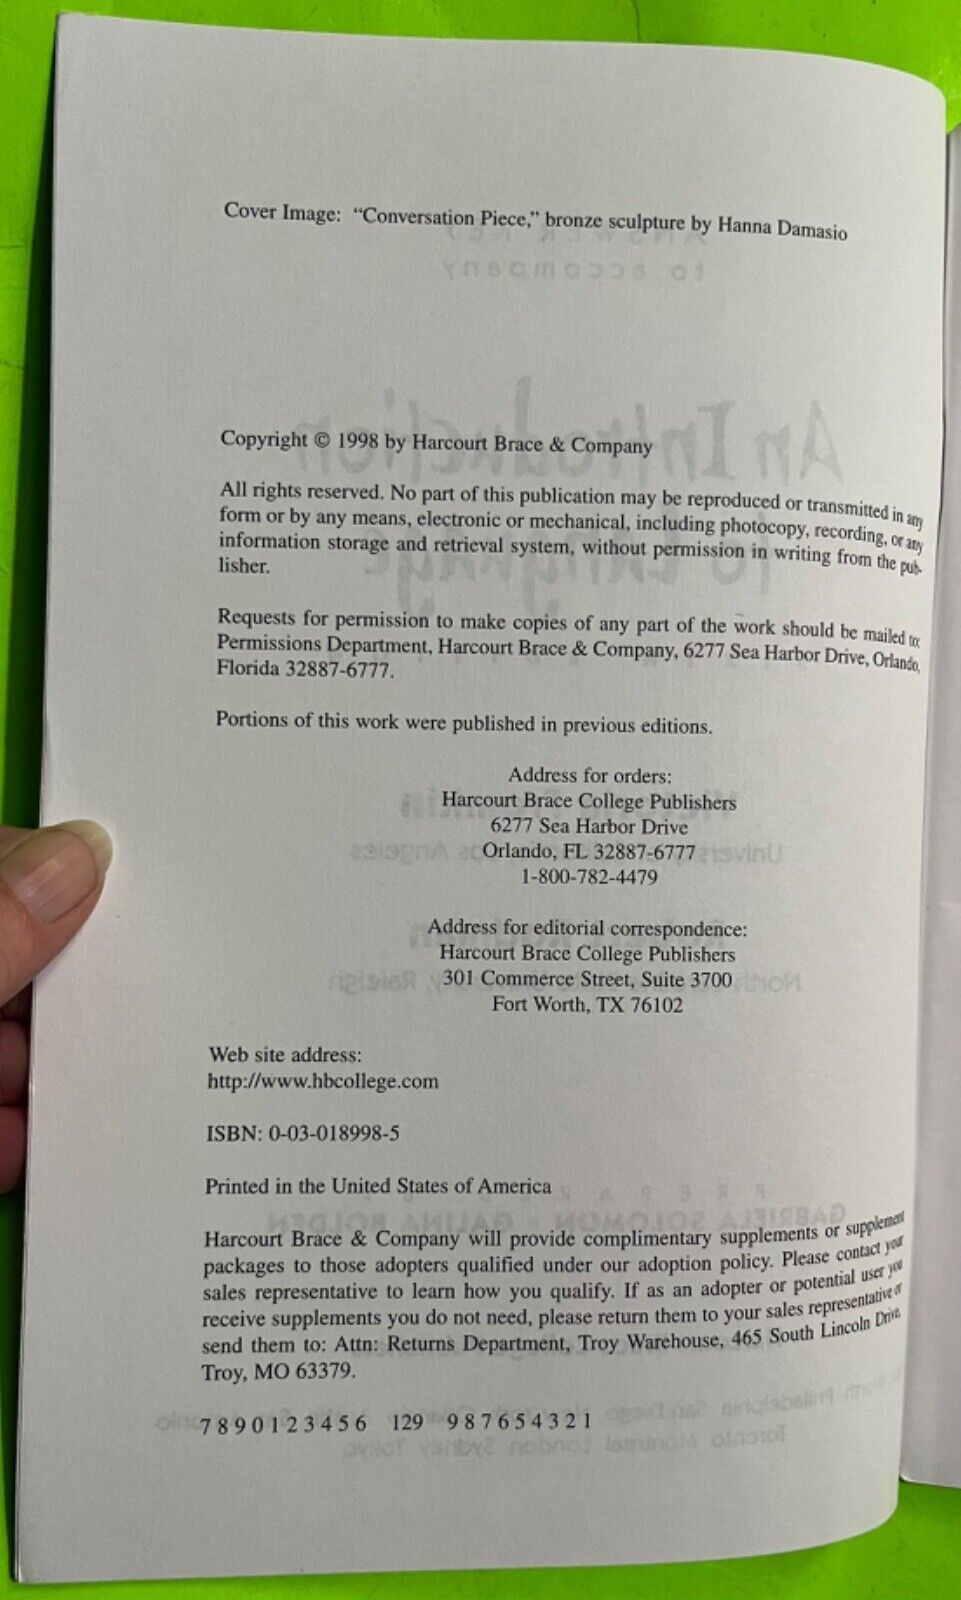 Cover Image: “Conversation Piece,” bronze sculpture by Hanna Damasio
Copyright © 1998 by Harcourt Brace & Company
All rights reserved. No part of this publication may be reproduced or transmitted in any
form or by any means, electronic or mechanical, including photocopy, recording, or any
information storage and retrieval system, without permission in writing from the pub-
lisher.
Requests for permission to make copies of any part of the work should be mailed to:
Permissions Department, Harcourt Brace & Company, 6277 Sea Harbor Drive, Orlando,
Florida 32887-6777.
Portions of this work were published in previous editions.
Address for orders:
Harcourt Brace College Publishers
6277 Sea Harbor Drive
Orlando, FL 32887-6777
1-800-782-4479
Address for editorial correspondence:
Harcourt Brace College Publishers
301 Commerce Street, Suite 3700
Fort Worth, TX 76102
Web site address:
http://www.hbcollege.com
ISBN: 0-03-018998-5
Printed in the United States of America
Harcourt Brace & Company will provide complimentary supplements or supplement
packages to those adopters qualified under our adoption policy. Please contact your
sales representative to learn how you qualify. If as an adopter or potential user you
receive supplements you do not need, please return them to your sales representative or
send them to: Attn: Returns Department, Troy Warehouse, 465 South Lincoln Drive,
Troy, MO 63379.
7 8 9 0 1 2 3 4 5 6 129 9 8 7 6 5 4 3 2 1